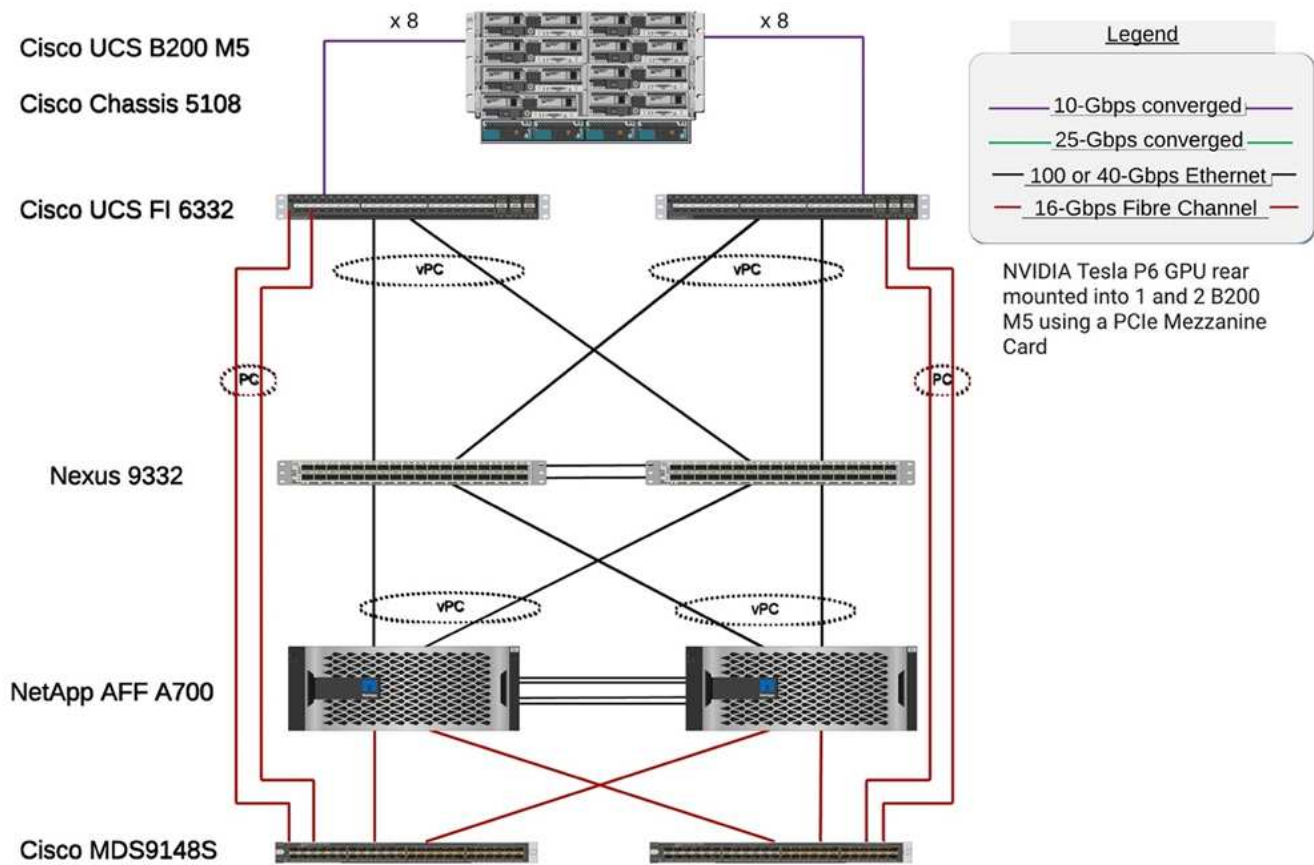 x 8
x 8
Cisco UCS B200 M5
Cisco Chassis 5108
Cisco UCS FI 6332
vPC
vPC
PC
PC
Nexus 9332
vPC
vPC
NetApp AFF A700
Cisco MDS9148S
Legend
10-Gbps converged
25-Gbps converged
100 or 40-Gbps Ethernet
16-Gbps Fibre Channel
NVIDIA Tesla P6 GPU rear
mounted into 1 and 2 B200
M5 using a PCIe Mezzanine
Card